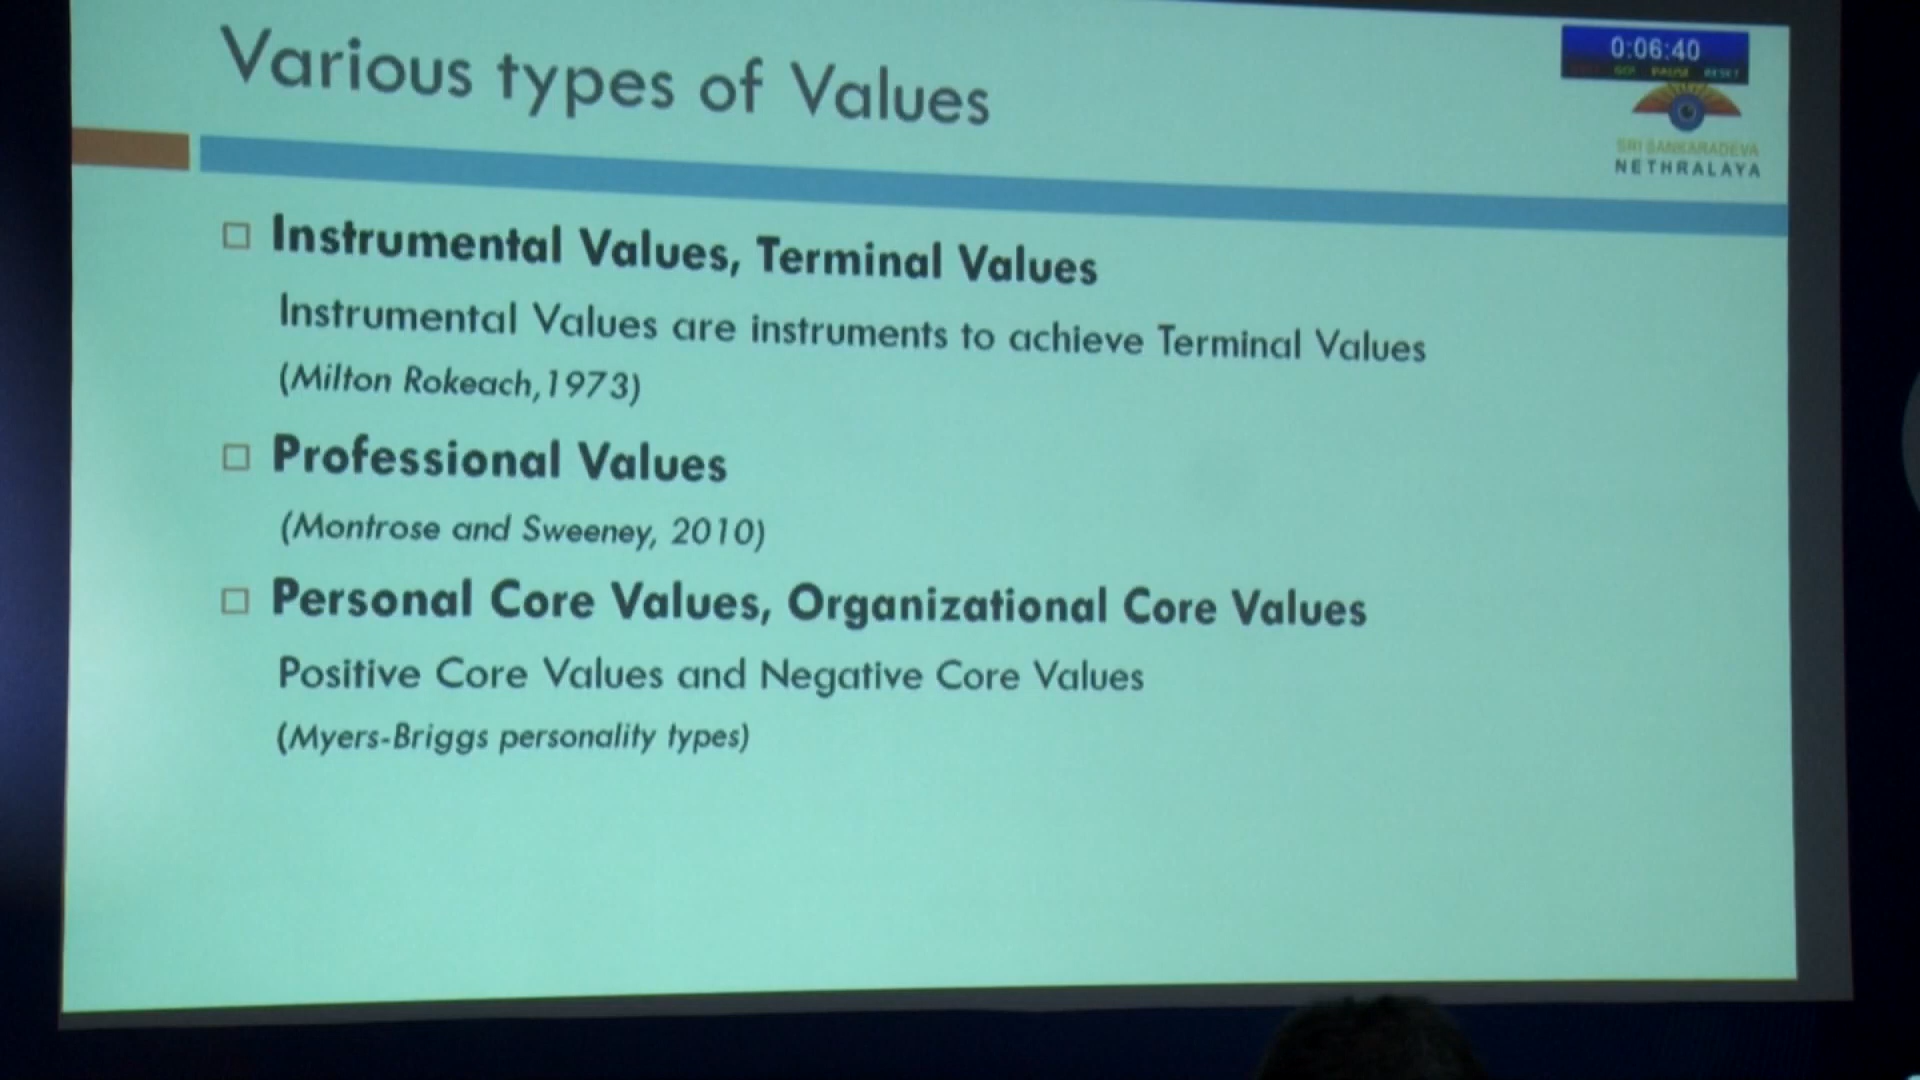 Various types of Values
0:06:40
SRI SANKARADEVA
NETHRALAYA
Instrumental Values, Terminal Values
Instrumental Values are instruments to achieve Terminal Values
(Milton Rokeach,1973)
Professional Values
(Montrose and Sweeney, 2010)
Personal Core Values, Organizational Core Values
Positive Core Values and Negative Core Values
(Myers-Briggs personality types)